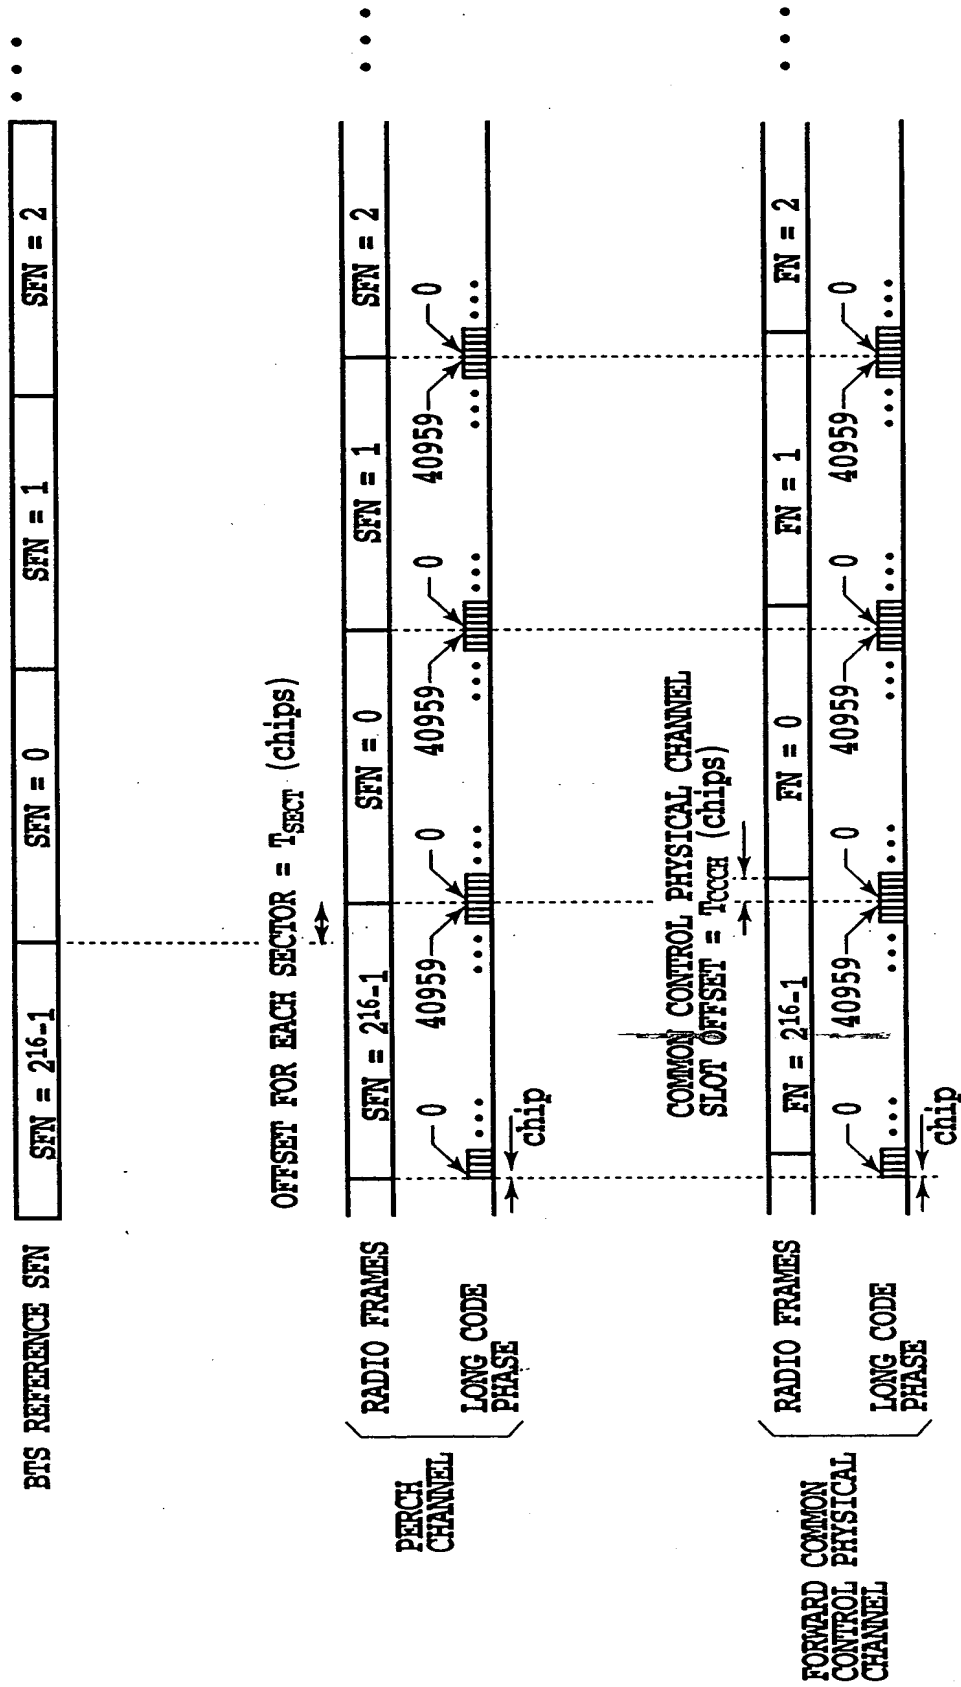 BTS REFERENCE SFN
SFN = 2¹⁶-1
SFN = 0
SFN = 1
SFN = 2
• • •
OFFSET FOR EACH SECTOR = T_SECT (chips)
PERCH
CHANNEL
RADIO FRAMES
SFN = 2¹⁶-1
SFN = 0
SFN = 1
SFN = 2
• • •
LONG CODE
PHASE
0
• • •
40959
0
• • •
• • •
40959
0
• • •
• • •
40959
0
• • •
• • •
chip
COMMON CONTROL PHYSICAL CHANNEL
SLOT OFFSET = T_CCCH (chips)
FORWARD COMMON
CONTROL PHYSICAL
CHANNEL
RADIO FRAMES
FN = 2¹⁶-1
FN = 0
FN = 1
FN = 2
• • •
LONG CODE
PHASE
0
• • •
40959
0
• • •
• • •
40959
0
• • •
• • •
40959
0
• • •
• • •
chip